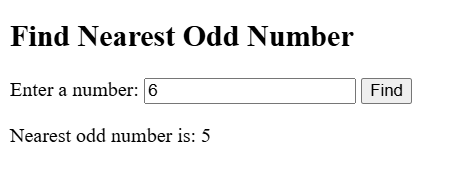 Find Nearest Odd Number
Enter a number: 6 Find
Nearest odd number is: 5